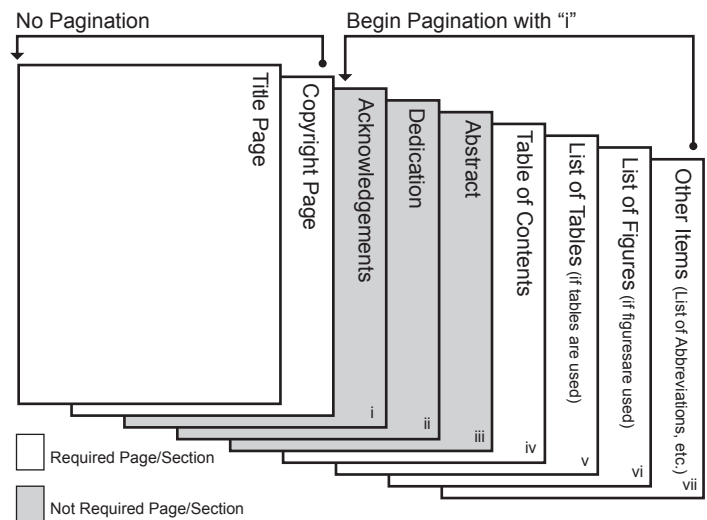 No Pagination
Begin Pagination with “i”
Title Page
Copyright Page
Acknowledgements
i
Dedication
ii
Abstract
iii
Table of Contents
iv
List of Tables (if tables are used)
v
List of Figures (if figuresare used)
vi
Other Items (List of Abbreviations, etc.)
vii
Required Page/Section
Not Required Page/Section